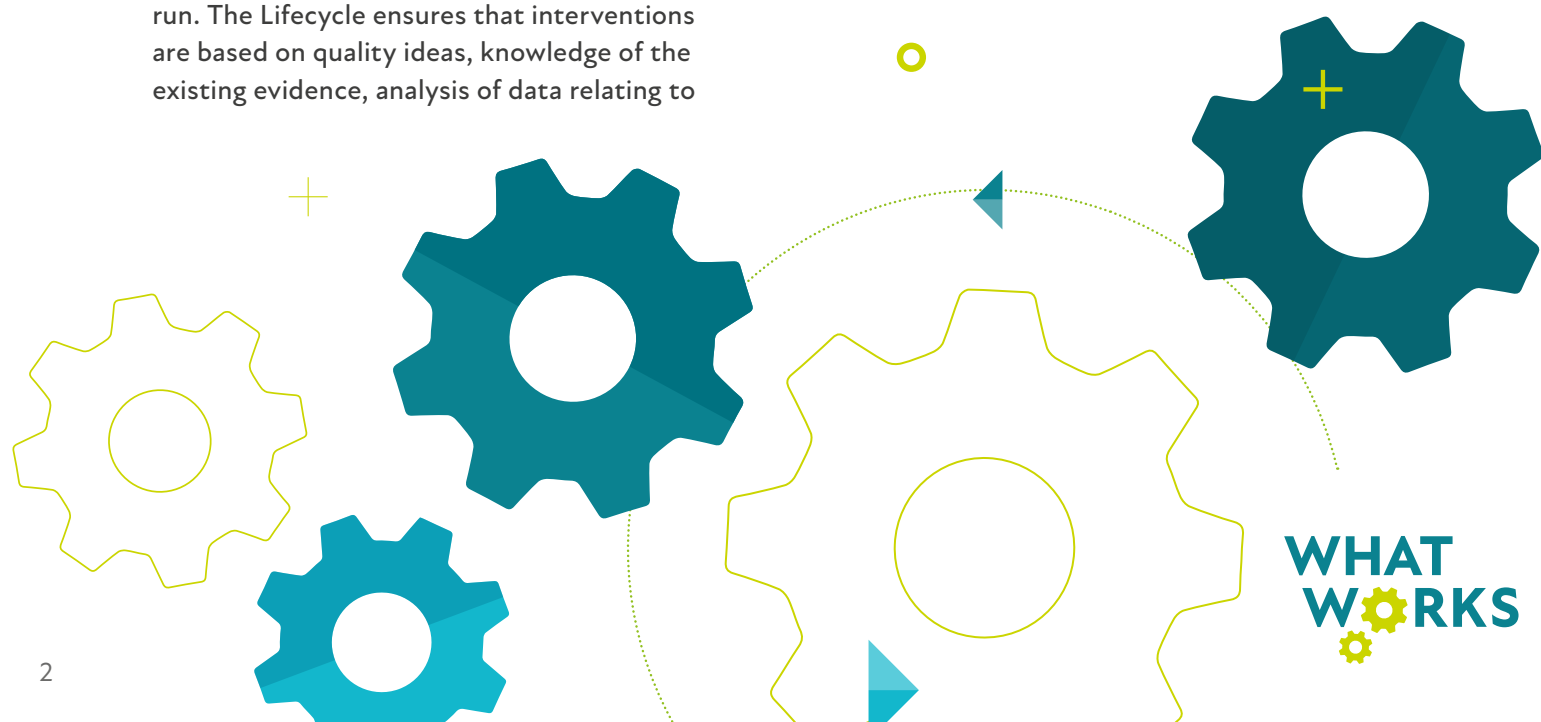 run. The Lifecycle ensures that interventions
are based on quality ideas, knowledge of the
existing evidence, analysis of data relating to
WHAT
WORKS
2